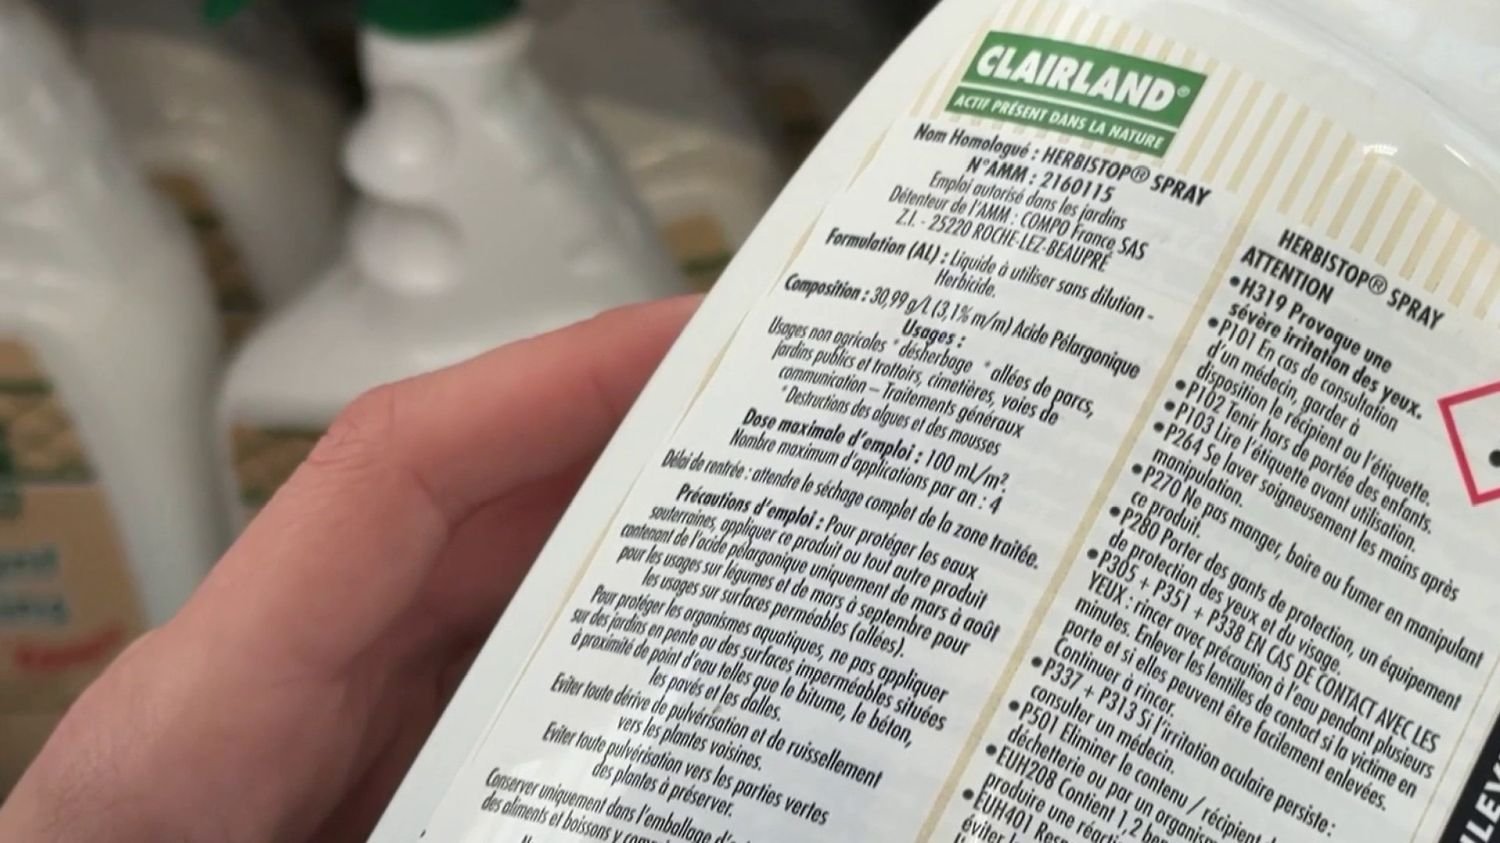 CLAIRLAND®
ACTIF PRÉSENT DANS LA NATURE
Nom Homologué : HERBISTOP® SPRAY
N°AMM : 2160115
Emploi autorisé dans les jardins
Détenteur de l'AMM : COMPO France SAS
Z.I. - 25220 ROCHE-LEZ-BEAUPRÉ
Formulation (AL) : Liquide à utiliser sans dilution -
Herbicide.
Composition : 30,99 g/L (3,1% m/m) Acide Pélargonique
Usages :
Usages non agricoles * désherbage * allées de parcs,
jardins publics et trottoirs, cimetières, voies de
communication – Traitements généraux
* Destructions des algues et des mousses
Dose maximale d'emploi : 100 mL/m²
Nombre maximum d'applications par an : 4
Délai de rentrée : attendre le séchage complet de la zone traitée.
Précautions d'emploi : Pour protéger les eaux
souterraines, appliquer ce produit ou tout autre produit
contenant de l'acide pélargonique uniquement de mars à août
pour les usages sur légumes et de mars à septembre pour
les usages sur surfaces perméables (allées).
Pour protéger les organismes aquatiques, ne pas appliquer
sur des jardins en pente ou des surfaces imperméables situées
à proximité de point d'eau telles que le bitume, le béton,
les pavés et les dalles.
Eviter toute dérive de pulvérisation et de ruissellement
vers les plantes voisines.
Eviter toute pulvérisation vers les parties vertes
des plantes à préserver.
Conserver uniquement dans l'emballage
des aliments et boissons y
HERBISTOP® SPRAY
ATTENTION
•H319 Provoque une
sévère irritation des yeux.
•P101 En cas de consultation
d'un médecin, garder à
disposition le récipient ou l'étiquette.
•P102 Tenir hors de portée des enfants.
•P103 Lire l'étiquette avant utilisation.
•P264 Se laver soigneusement les mains après
manipulation.
•P270 Ne pas manger, boire ou fumer en manipulant
ce produit.
•P280 Porter des gants de protection, un équipement
de protection des yeux et du visage.
•P305 + P351 + P338 EN CAS DE CONTACT AVEC LES
YEUX : rincer avec précaution à l'eau pendant plusieurs
minutes. Enlever les lentilles de contact si la victime en
porte et si elles peuvent être facilement enlevées.
Continuer à rincer.
•P337 + P313 Si l'irritation oculaire persiste :
consulter un médecin.
•P501 Eliminer le contenu / récipient
déchetterie ou par un
•EUH208 Contient 1,2
produire une
•EUH401
éviter